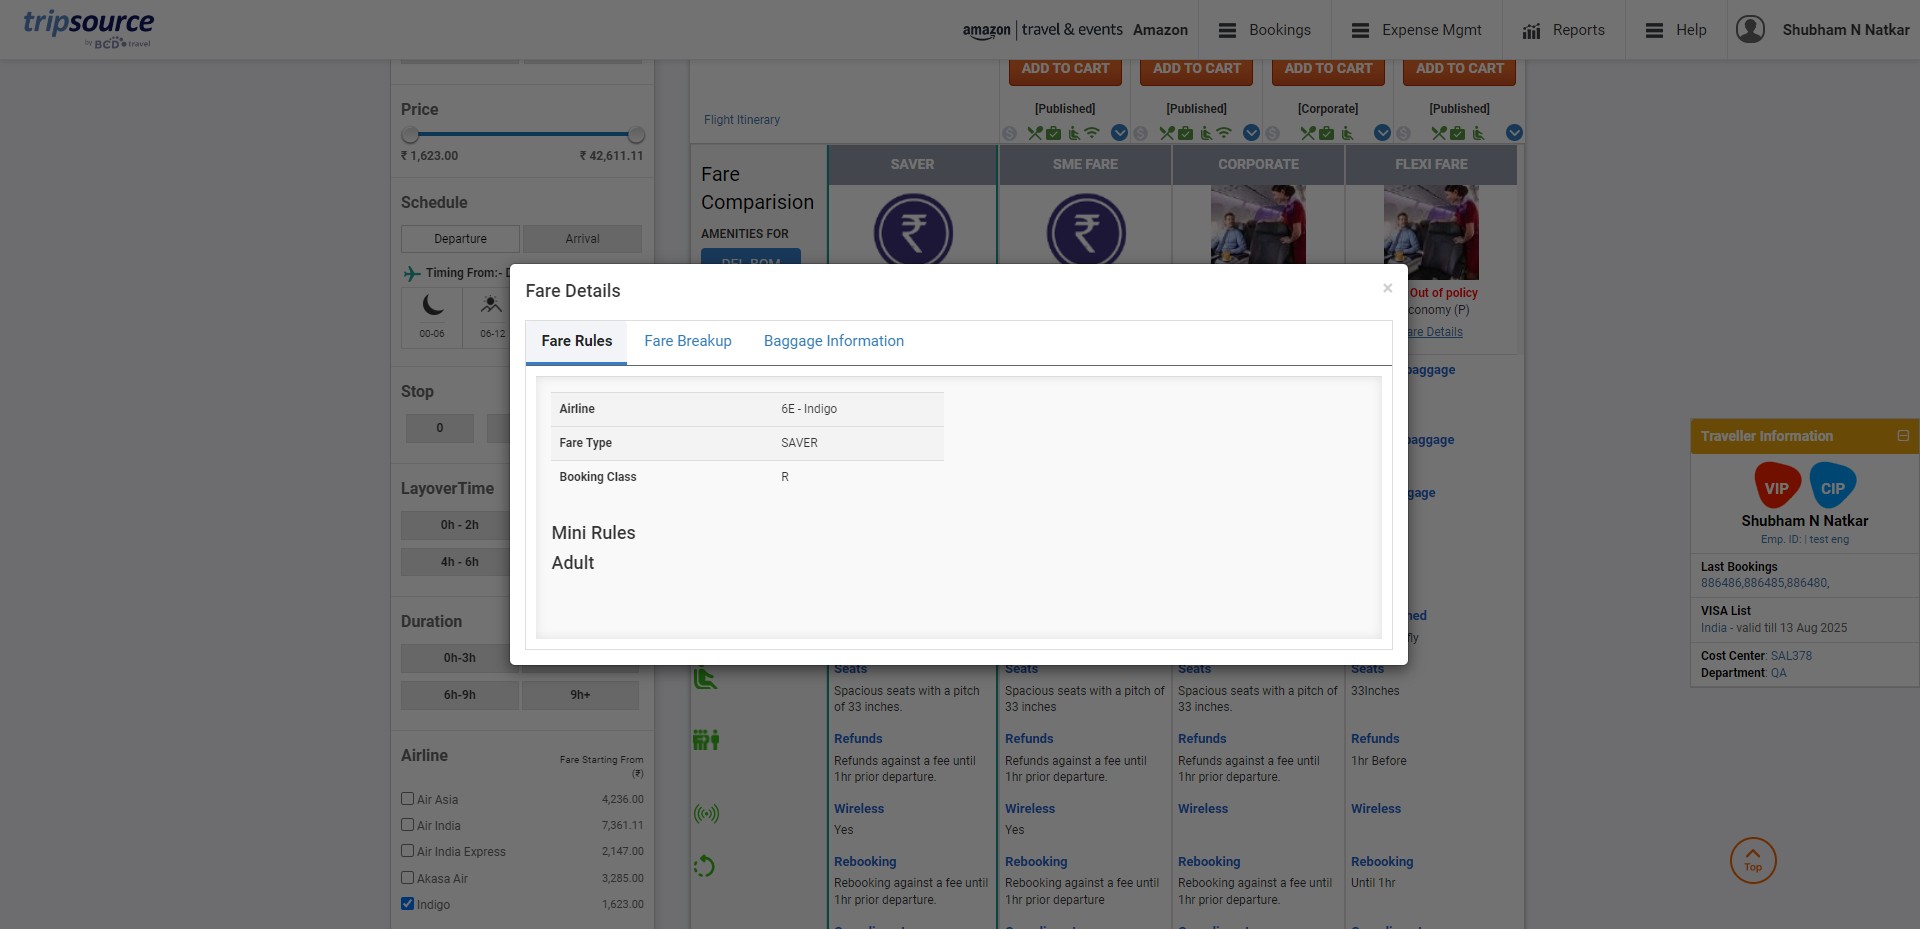 tripsource
by BCD travel
amazon travel & events Amazon
Bookings
Expense Mgmt
Reports
Help
Shubham N Natkar
Price
₹ 1,623.00 ₹ 42,611.11
Schedule
Departure Arrival
Timing From:- D
00-06 06-12
Stop
0
LayoverTime
0h - 2h
4h - 6h
Duration
0h-3h
6h-9h 9h+
Airline Fare Starting From
(₹)
Air Asia 4,236.00
Air India 7,361.11
Air India Express 2,147.00
Akasa Air 3,285.00
Indigo 1,623.00
ADD TO CART ADD TO CART ADD TO CART ADD TO CART
[Published] [Published] [Corporate] [Published]
Flight Itinerary
Fare
Comparision
AMENITIES FOR
DEL-BOM
SAVER SME FARE CORPORATE FLEXI FARE
Out of policy
conomy (P)
are Details
baggage
baggage
gage
ned
fly
Fare Details ×
Fare Rules Fare Breakup Baggage Information
Airline 6E - Indigo
Fare Type SAVER
Booking Class R
Mini Rules
Adult
Seats Seats Seats Seats
Spacious seats with a pitch Spacious seats with a pitch of Spacious seats with a pitch of 33Inches
of 33 inches. 33 inches 33 inches.
Refunds Refunds Refunds Refunds
Refunds against a fee until Refunds against a fee until Refunds against a fee until 1hr Before
1hr prior departure. 1hr prior departure. 1hr prior departure.
Wireless Wireless Wireless Wireless
Yes Yes
Rebooking Rebooking Rebooking Rebooking
Rebooking against a fee until Rebooking against a fee until Rebooking against a fee until Until 1hr
1hr prior departure. 1hr prior departure 1hr prior departure.
Traveller Information
VIP CIP
Shubham N Natkar
Emp. ID: | test eng
Last Bookings
886486,886485,886480,
VISA List
India - valid till 13 Aug 2025
Cost Center: SAL378
Department: QA
Top